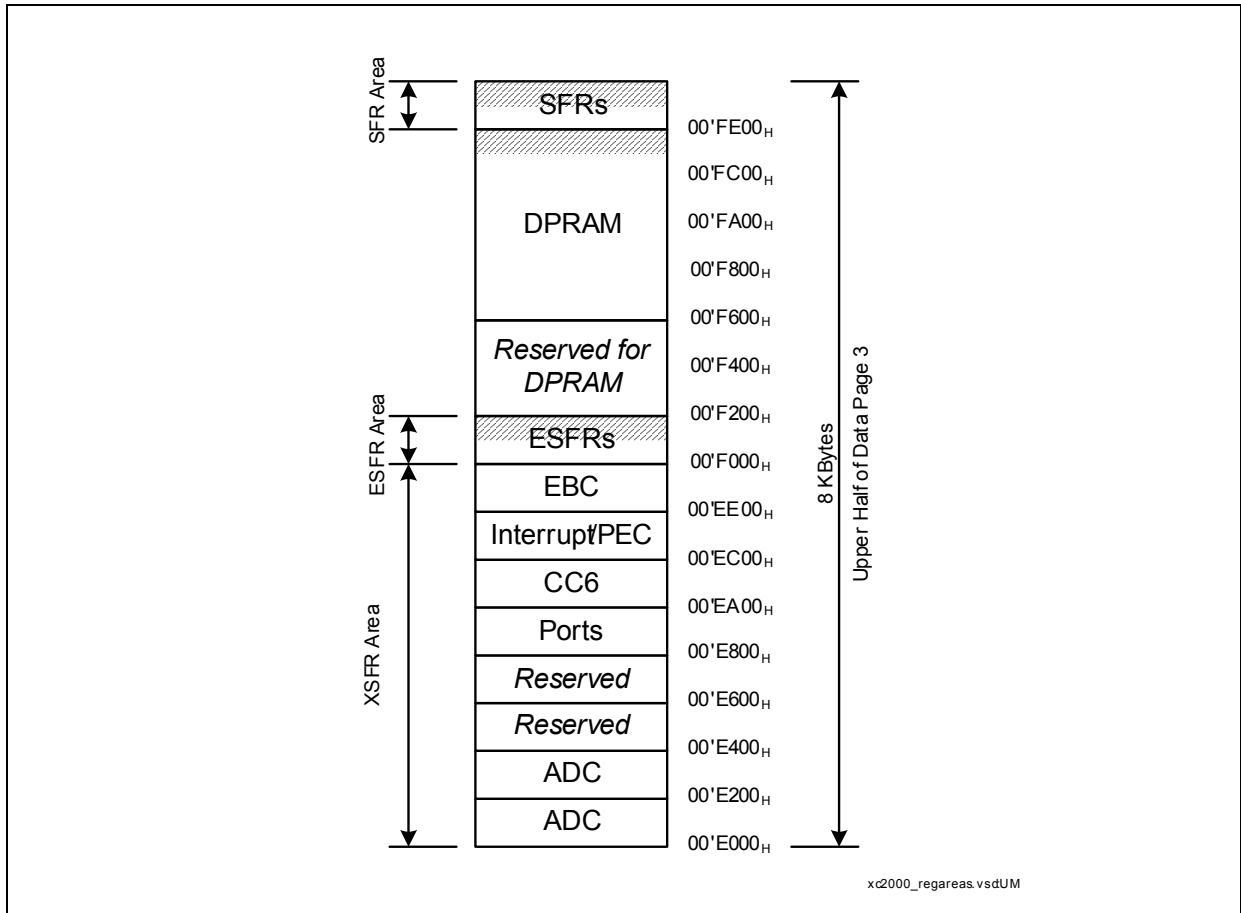 SFR Area
SFRs
00'FE00H
00'FC00H
DPRAM
00'FA00H
00'F800H
00'F600H
Reserved for
DPRAM
00'F400H
00'F200H
ESFR Area
ESFRs
00'F000H
EBC
00'EE00H
Interrupt/PEC
00'EC00H
CC6
00'EA00H
Ports
00'E800H
XSFR Area
Reserved
00'E600H
Reserved
00'E400H
ADC
00'E200H
ADC
00'E000H
8 KBytes
Upper Half of Data Page 3
xc2000_regareas.vsdUM